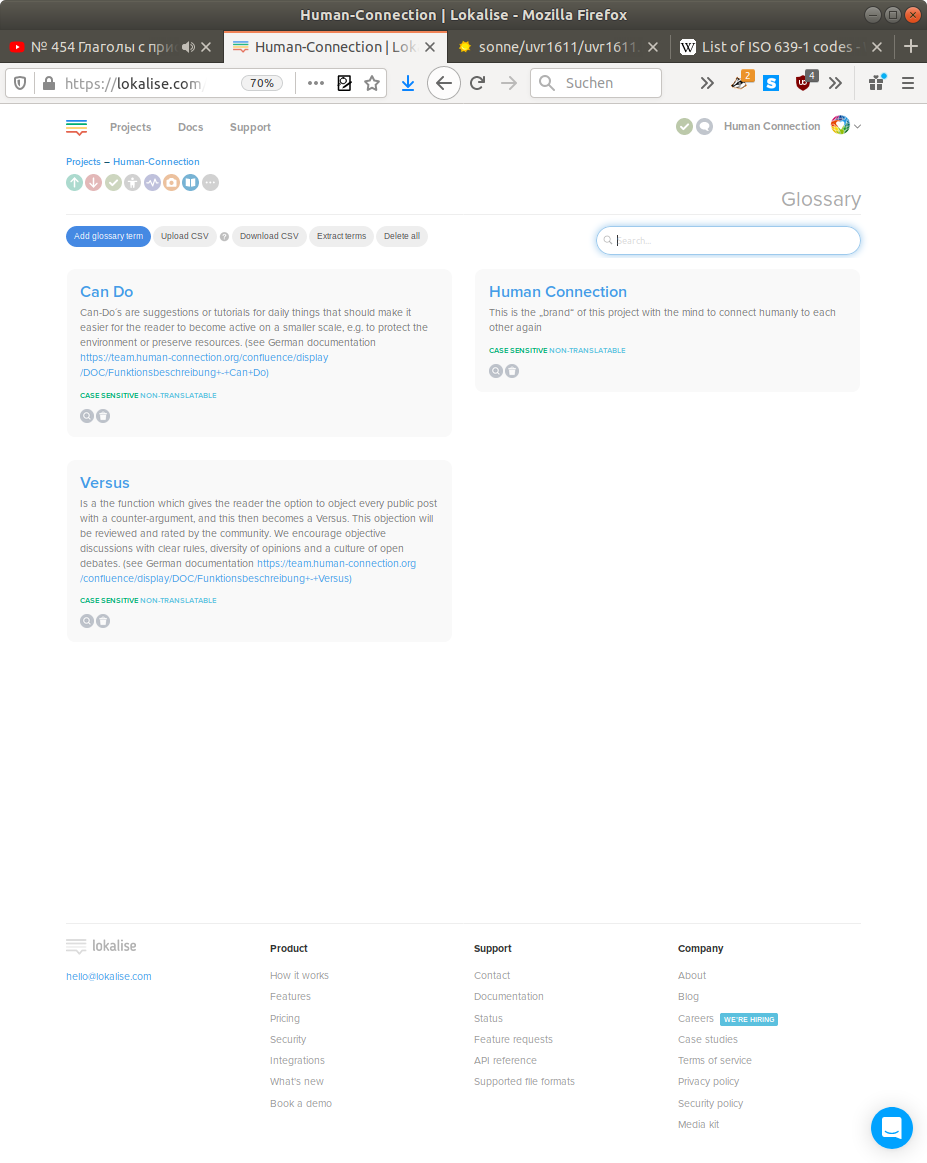 Human-Connection | Lokalise - Mozilla Firefox
№ 454 Глаголы с при
Human-Connection | Lok
sonne/uvr1611/uvr1611.
List of ISO 639-1 codes -
https://lokalise.com/
70%
Suchen
2
4
Projects
Docs
Support
Human Connection
Projects – Human-Connection
Glossary
Add glossary term
Upload CSV
?
Download CSV
Extract terms
Delete all
Search...
Can Do
Can-Do´s are suggestions or tutorials for daily things that should make it
easier for the reader to become active on a smaller scale, e.g. to protect the
environment or preserve resources. (see German documentation
https://team.human-connection.org/confluence/display
/DOC/Funktionsbeschreibung+-+Can+Do)
CASE SENSITIVE NON-TRANSLATABLE
Human Connection
This is the „brand" of this project with the mind to connect humanly to each
other again
CASE SENSITIVE NON-TRANSLATABLE
Versus
Is a the function which gives the reader the option to object every public post
with a counter-argument, and this then becomes a Versus. This objection will
be reviewed and rated by the community. We encourage objective
discussions with clear rules, diversity of opinions and a culture of open
debates. (see German documentation https://team.human-connection.org
/confluence/display/DOC/Funktionsbeschreibung+-+Versus)
CASE SENSITIVE NON-TRANSLATABLE
lokalise
hello@lokalise.com
Product
How it works
Features
Pricing
Security
Integrations
What's new
Book a demo
Support
Contact
Documentation
Status
Feature requests
API reference
Supported file formats
Company
About
Blog
Careers WE'RE HIRING
Case studies
Terms of service
Privacy policy
Security policy
Media kit